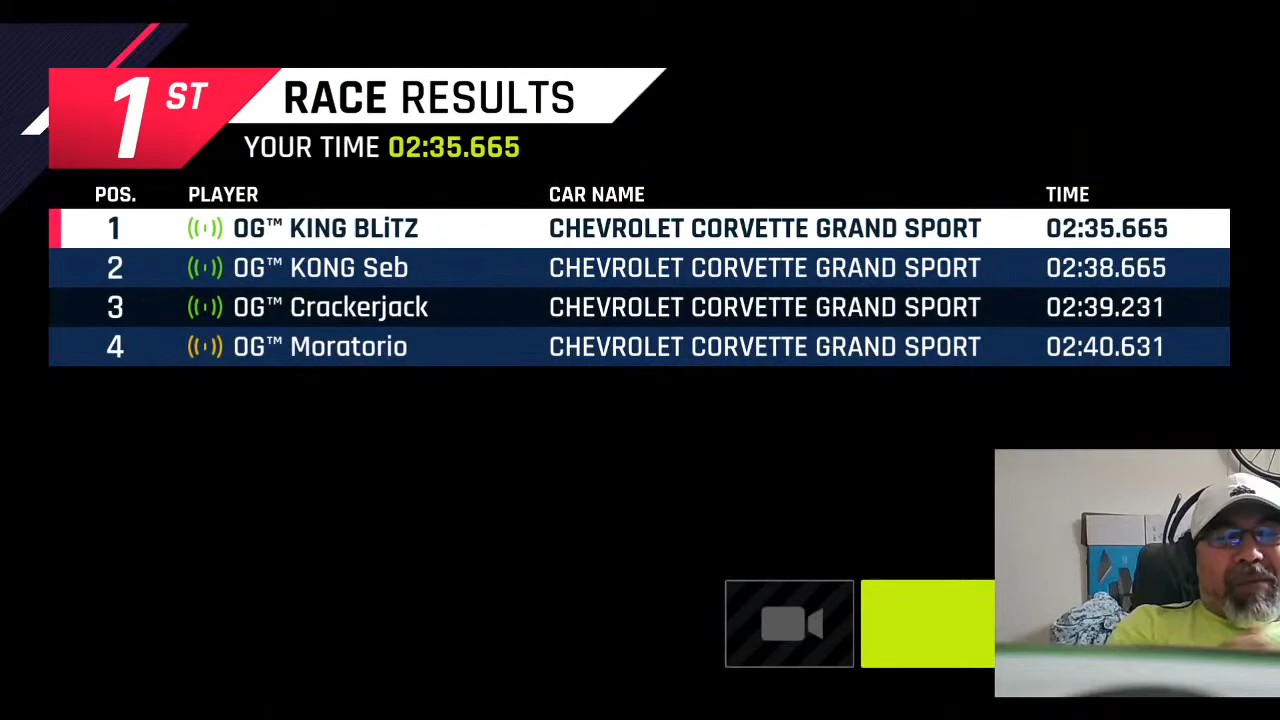 1ST
RACE RESULTS
YOUR TIME 02:35.665
POS. PLAYER CAR NAME TIME
1 OG™ KING BLiTZ CHEVROLET CORVETTE GRAND SPORT 02:35.665
2 OG™ KONG Seb CHEVROLET CORVETTE GRAND SPORT 02:38.665
3 OG™ Crackerjack CHEVROLET CORVETTE GRAND SPORT 02:39.231
4 OG™ Moratorio CHEVROLET CORVETTE GRAND SPORT 02:40.631